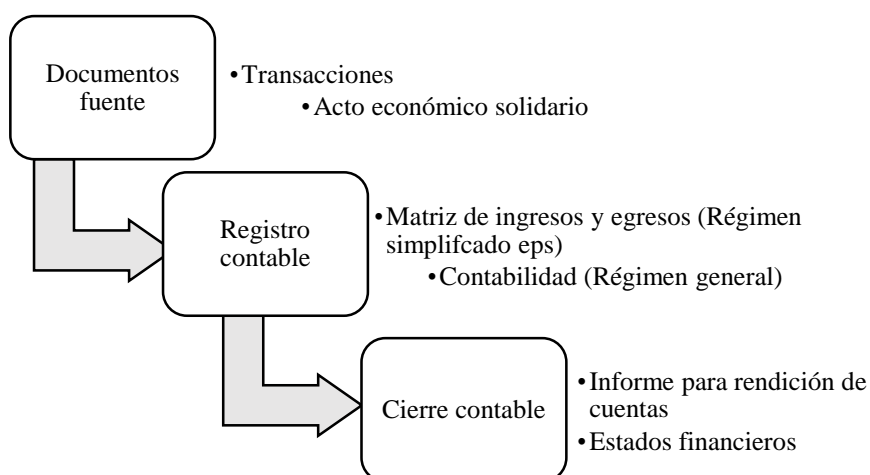 Documentos
fuente
•Transacciones
•Acto económico solidario
Registro
contable
•Matriz de ingresos y egresos (Régimen
simplifcado eps)
•Contabilidad (Régimen general)
Cierre contable
•Informe para rendición de
cuentas
•Estados financieros